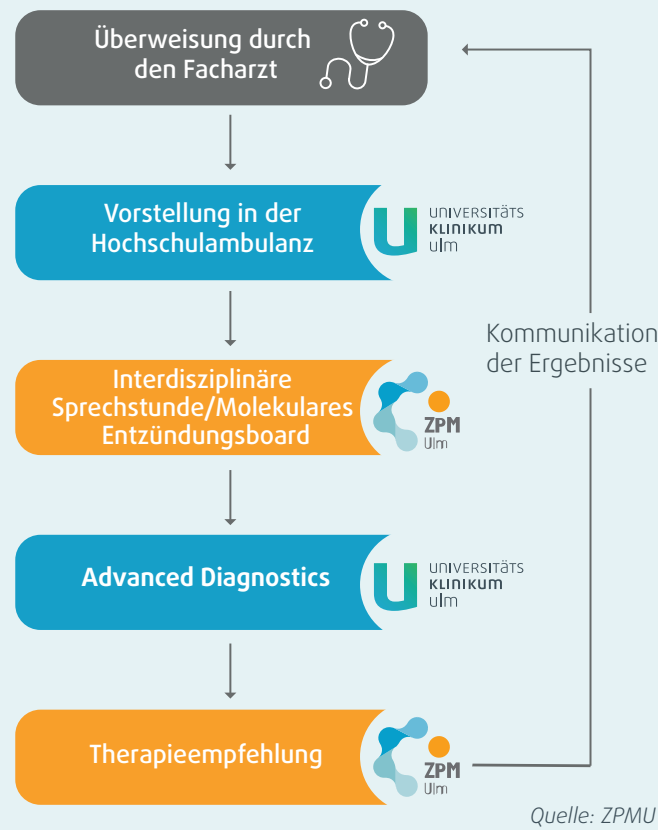 Überweisung durch
den Facharzt
Vorstellung in der
Hochschulambulanz
UNIVERSITÄTS
KLINIKUM
ulm
Kommunikation
der Ergebnisse
Interdisziplinäre
Sprechstunde/Molekulares
Entzündungsboard
ZPM
Ulm
Advanced Diagnostics
UNIVERSITÄTS
KLINIKUM
ulm
Therapieempfehlung
ZPM
Ulm
Quelle: ZPMU